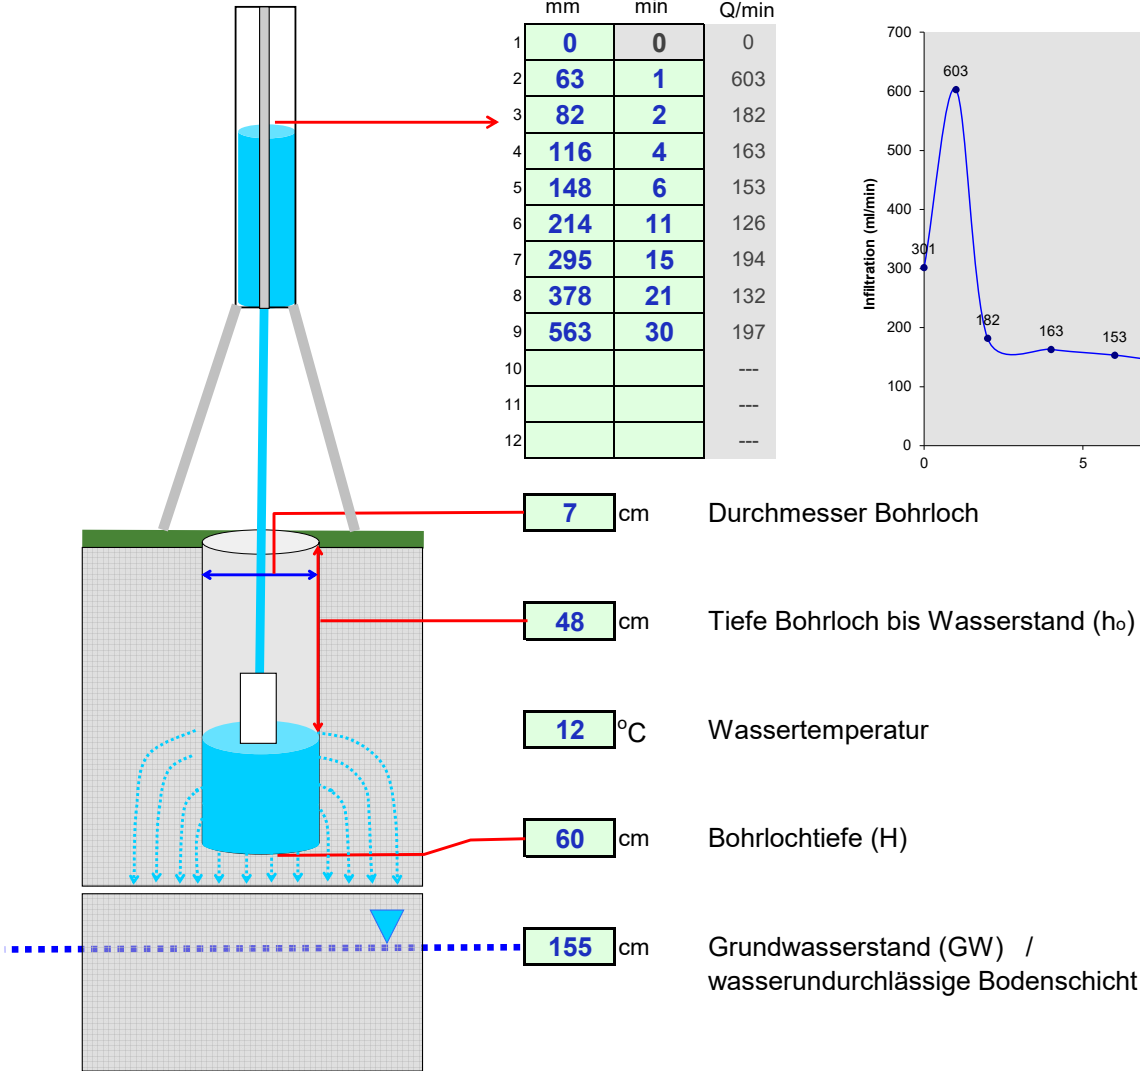 mm min Q/min
1 0 0 0
2 63 1 603
3 82 2 182
4 116 4 163
5 148 6 153
6 214 11 126
7 295 15 194
8 378 21 132
9 563 30 197
10 ---
11 ---
12 ---
Infiltration (ml/min)
700
600
500
400
300
200
100
0
0 5
301
603
182
163
153
7 cm Durchmesser Bohrloch
48 cm Tiefe Bohrloch bis Wasserstand (ho)
12 °C Wassertemperatur
60 cm Bohrlochtiefe (H)
155 cm Grundwasserstand (GW) /
wasserundurchlässige Bodenschicht